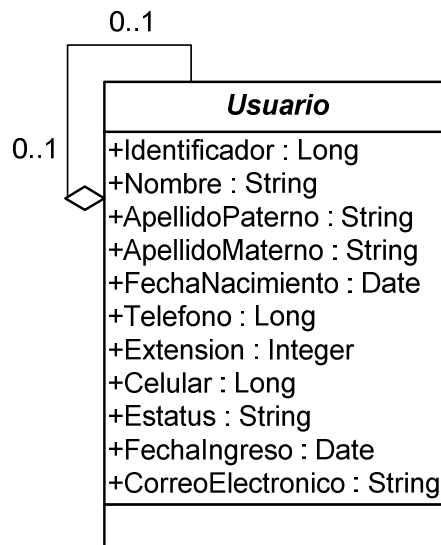 0..1
Usuario
0..1
+Identificador : Long
+Nombre : String
+ApellidoPaterno : String
+ApellidoMaterno : String
+FechaNacimiento : Date
+Telefono : Long
+Extension : Integer
+Celular : Long
+Estatus : String
+FechaIngreso : Date
+CorreoElectronico : String